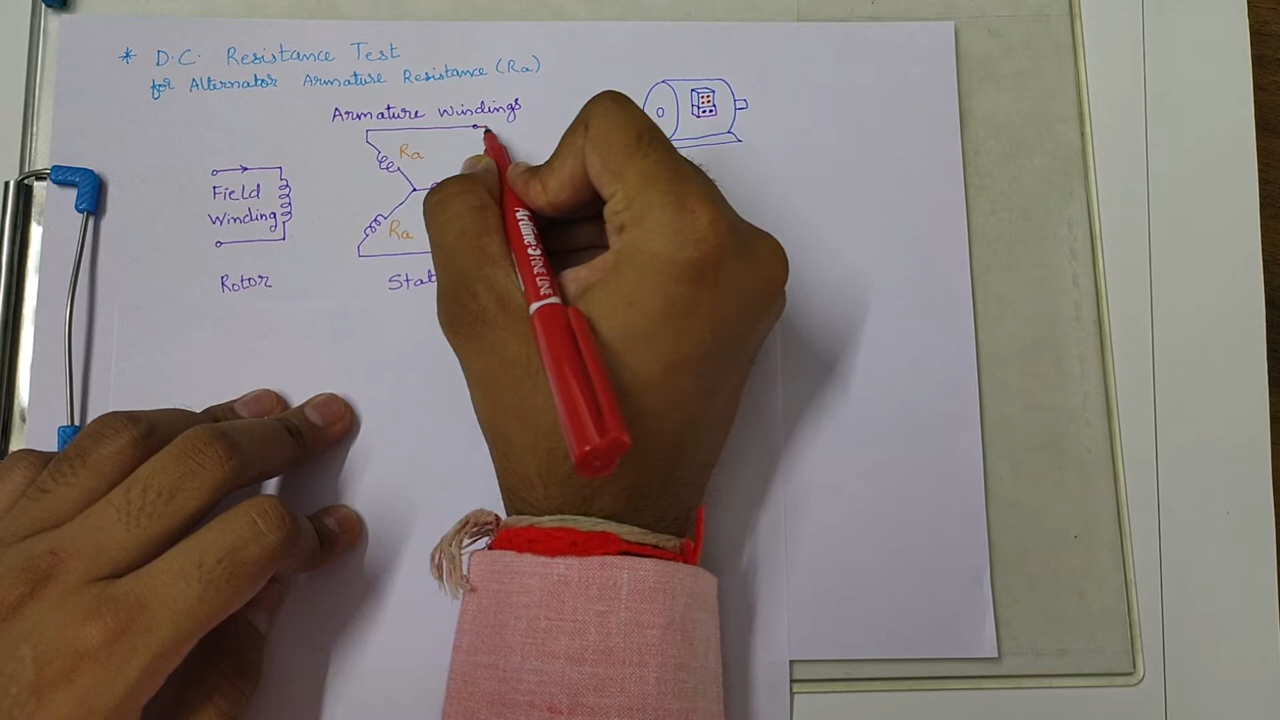 * D.C. Resistance Test
for Alternator Armature Resistance (Ra)
Armature Windings
Ra
Field
Winding
Ra
Rotor
Stat
Artline FINE LINE